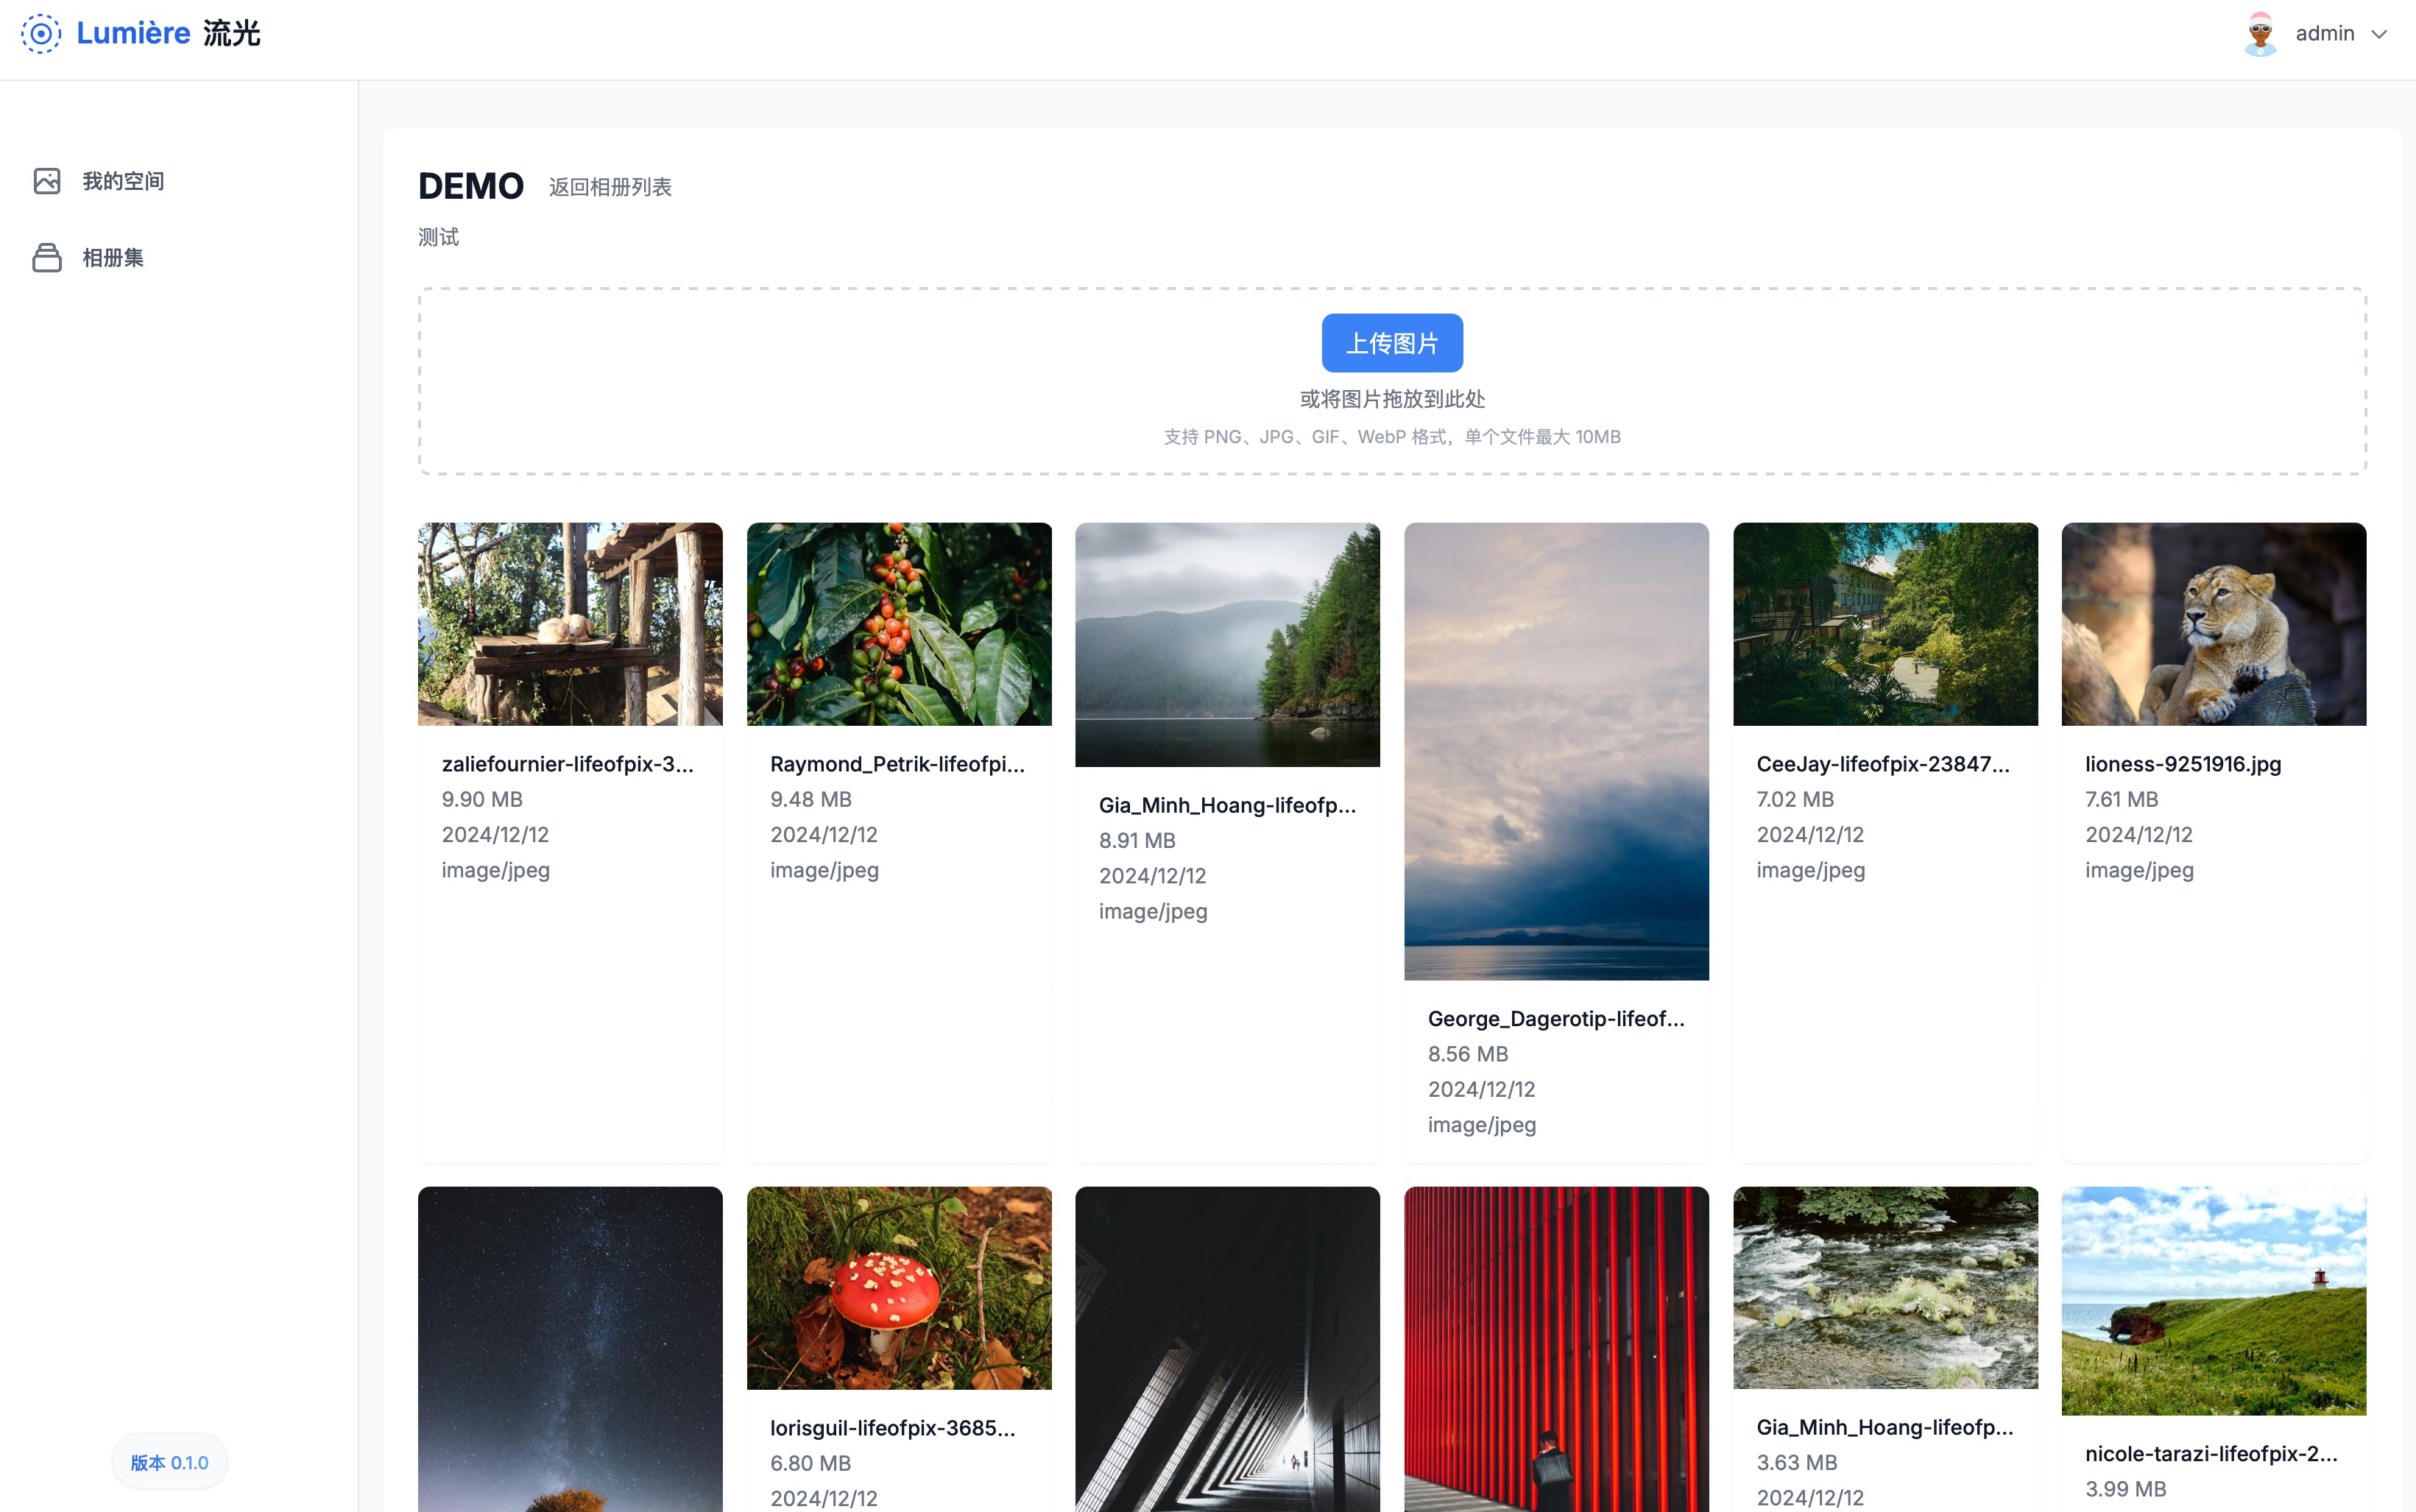 Lumière 流光
admin
我的空间
相册集
DEMO
返回相册列表
测试
上传图片
或将图片拖放到此处
支持 PNG、JPG、GIF、WebP 格式，单个文件最大 10MB
zaliefournier-lifeofpix-3...
9.90 MB
2024/12/12
image/jpeg
Raymond_Petrik-lifeofpi...
9.48 MB
2024/12/12
image/jpeg
Gia_Minh_Hoang-lifeofp...
8.91 MB
2024/12/12
image/jpeg
George_Dagerotip-lifeof...
8.56 MB
2024/12/12
image/jpeg
CeeJay-lifeofpix-23847...
7.02 MB
2024/12/12
image/jpeg
lioness-9251916.jpg
7.61 MB
2024/12/12
image/jpeg
lorisguil-lifeofpix-3685...
6.80 MB
2024/12/12
Gia_Minh_Hoang-lifeofp...
3.63 MB
2024/12/12
nicole-tarazi-lifeofpix-2...
3.99 MB
版本 0.1.0